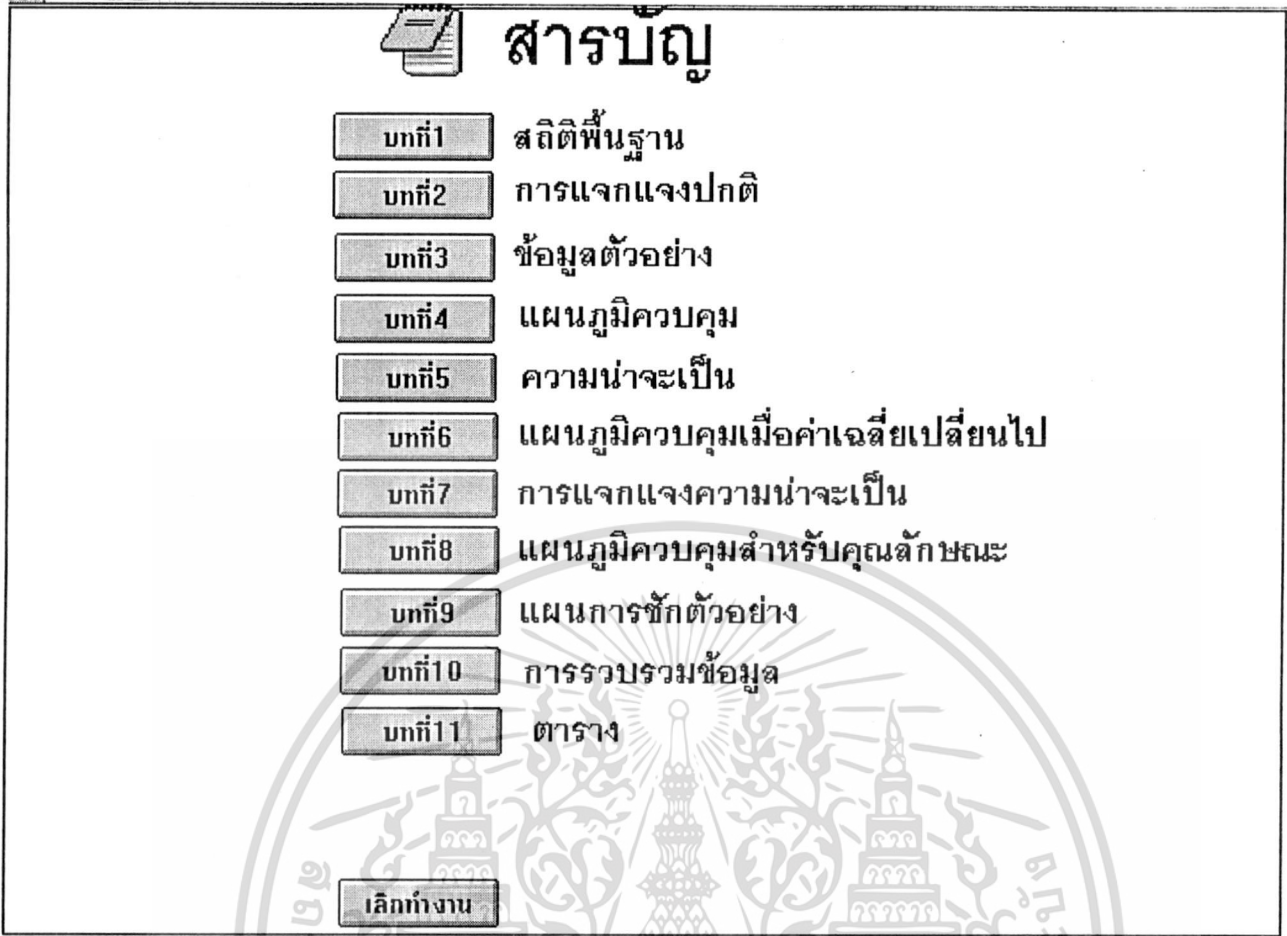 สารบัญ
บทที่1 สถิติพื้นฐาน
บทที่2 การแจกแจงปกติ
บทที่3 ข้อมูลตัวอย่าง
บทที่4 แผนภูมิควบคุม
บทที่5 ความน่าจะเป็น
บทที่6 แผนภูมิควบคุมเมื่อค่าเฉลี่ยเปลี่ยนไป
บทที่7 การแจกแจงความน่าจะเป็น
บทที่8 แผนภูมิควบคุมสำหรับคุณลักษณะ
บทที่9 แผนการชักตัวอย่าง
บทที่10 การรวบรวมข้อมูล
บทที่11 ตาราง
เลิกทำงาน